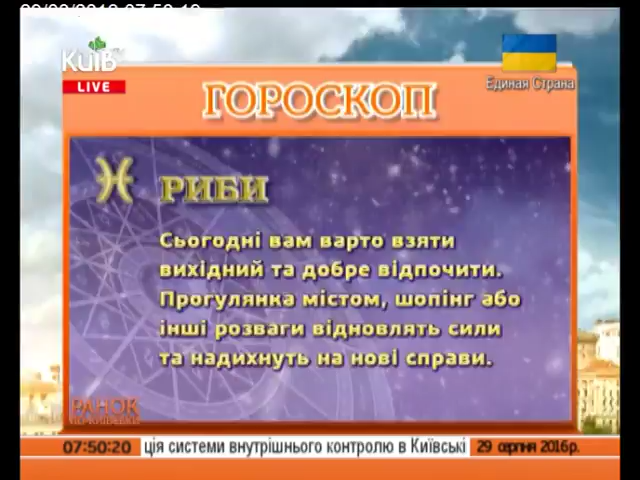 Київ
LIVE
Единая Страна
ГОРОСКОП
РИБИ
Сьогодні вам варто взяти
вихідний та добре відпочити.
Прогулянка містом, шопінг або
інші розваги відновлять сили
та надихнуть на нові справи.
РАНОК
ПО-КИЇВСЬКИ
07:50:20 ція системи внутрішнього контролю в Київські 29 серпня 2016р.